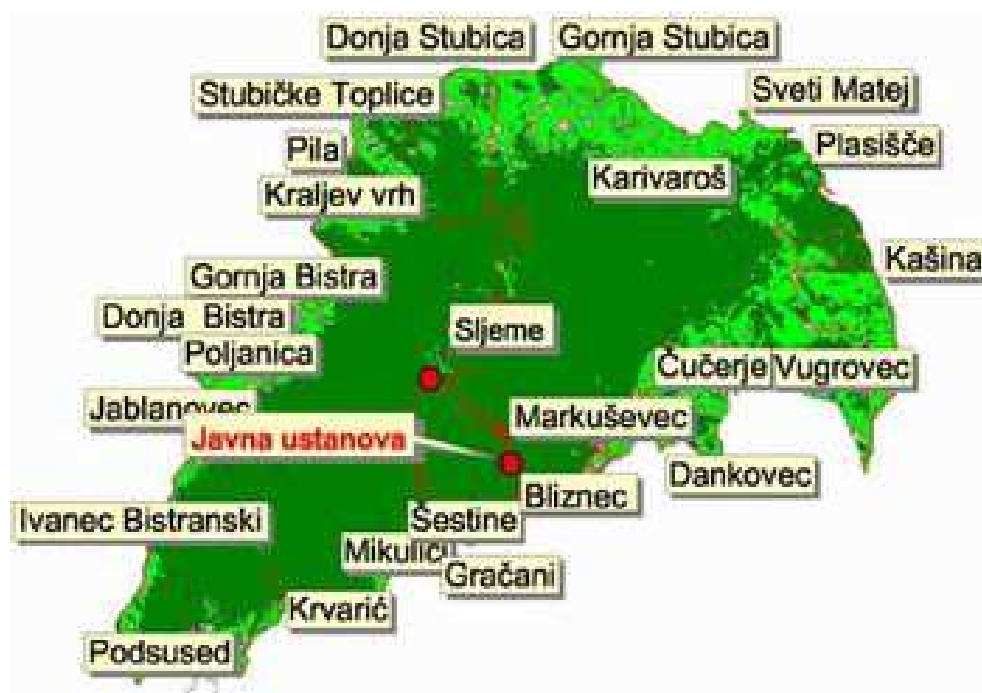 Donja Stubica
Gornja Stubica
Stubičke Toplice
Sveti Matej
Pila
Plasišče
Kraljev vrh
Karivaroš
Gornja Bistra
Kašina
Donja Bistra
Sljeme
Poljanica
Čučerje
Vugrovec
Jablanovec
Markuševec
Javna ustanova
Dankovec
Bliznec
Ivanec Bistranski
Šestine
Mikulići
Gračani
Krvarić
Podsused